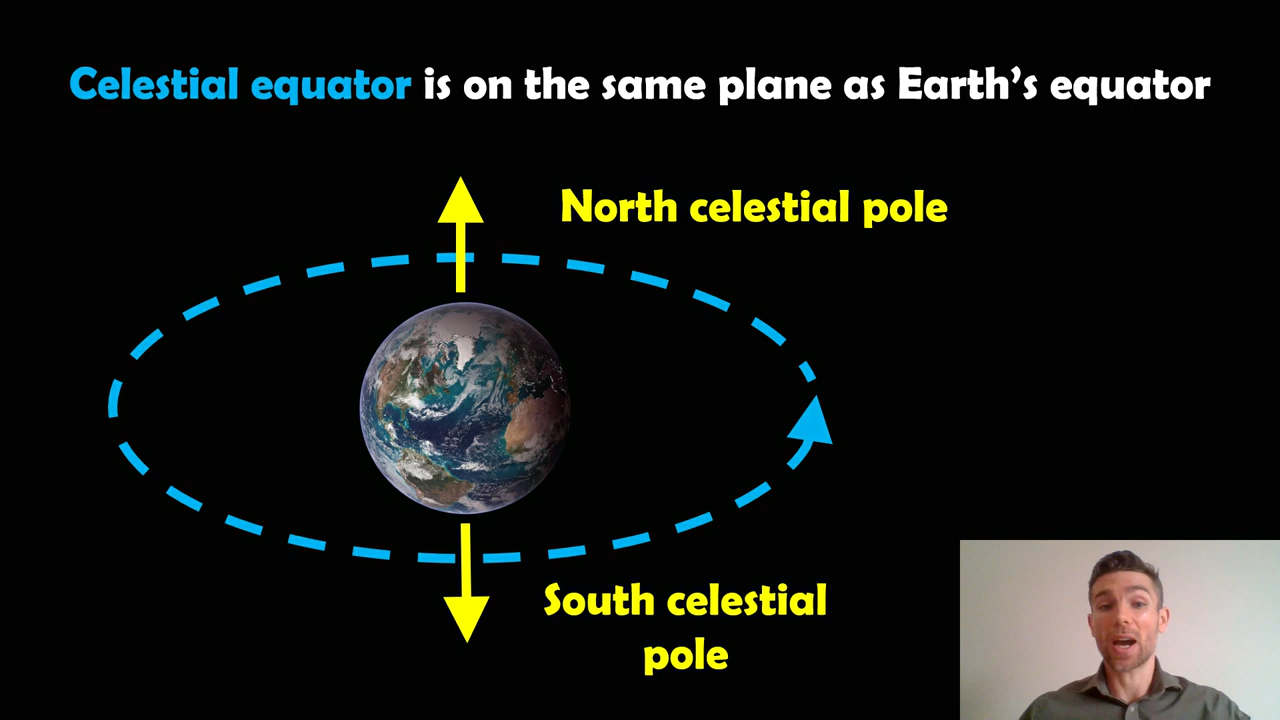 Celestial equator is on the same plane as Earth’s equator
North celestial pole
South celestial
pole